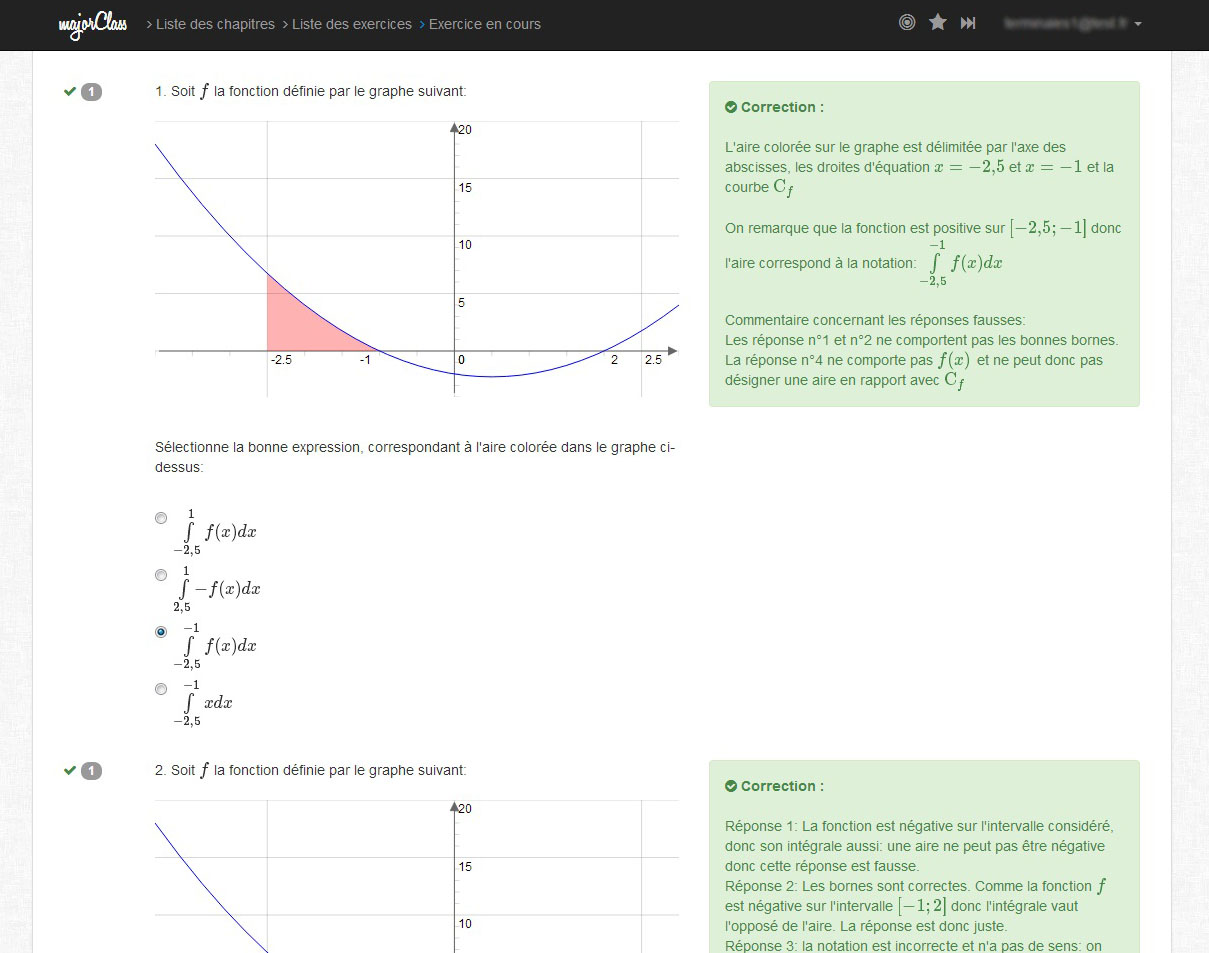 majorClass > Liste des chapitres > Liste des exercices > Exercice en cours
1
1. Soit f la fonction définie par le graphe suivant:
20
15
10
5
-2.5 -1 0 2 2.5
Correction :
L'aire colorée sur le graphe est délimitée par l'axe des
abscisses, les droites d'équation x = −2,5 et x = −1 et la
courbe C_f
On remarque que la fonction est positive sur [−2,5; −1] donc
l'aire correspond à la notation: ∫_{−2,5}^{−1} f(x)dx
Commentaire concernant les réponses fausses:
Les réponse n°1 et n°2 ne comportent pas les bonnes bornes.
La réponse n°4 ne comporte pas f(x) et ne peut donc pas
désigner une aire en rapport avec C_f
Sélectionne la bonne expression, correspondant à l'aire colorée dans le graphe ci-
dessus:
∫_{−2,5}^{1} f(x)dx
∫_{2,5}^{1} −f(x)dx
∫_{−2,5}^{−1} f(x)dx
∫_{−2,5}^{−1} xdx
1
2. Soit f la fonction définie par le graphe suivant:
20
15
10
Correction :
Réponse 1: La fonction est négative sur l'intervalle considéré,
donc son intégrale aussi: une aire ne peut pas être négative
donc cette réponse est fausse.
Réponse 2: Les bornes sont correctes. Comme la fonction f
est négative sur l'intervalle [−1; 2] donc l'intégrale vaut
l'opposé de l'aire. La réponse est donc juste.
Réponse 3: la notation est incorrecte et n'a pas de sens: on